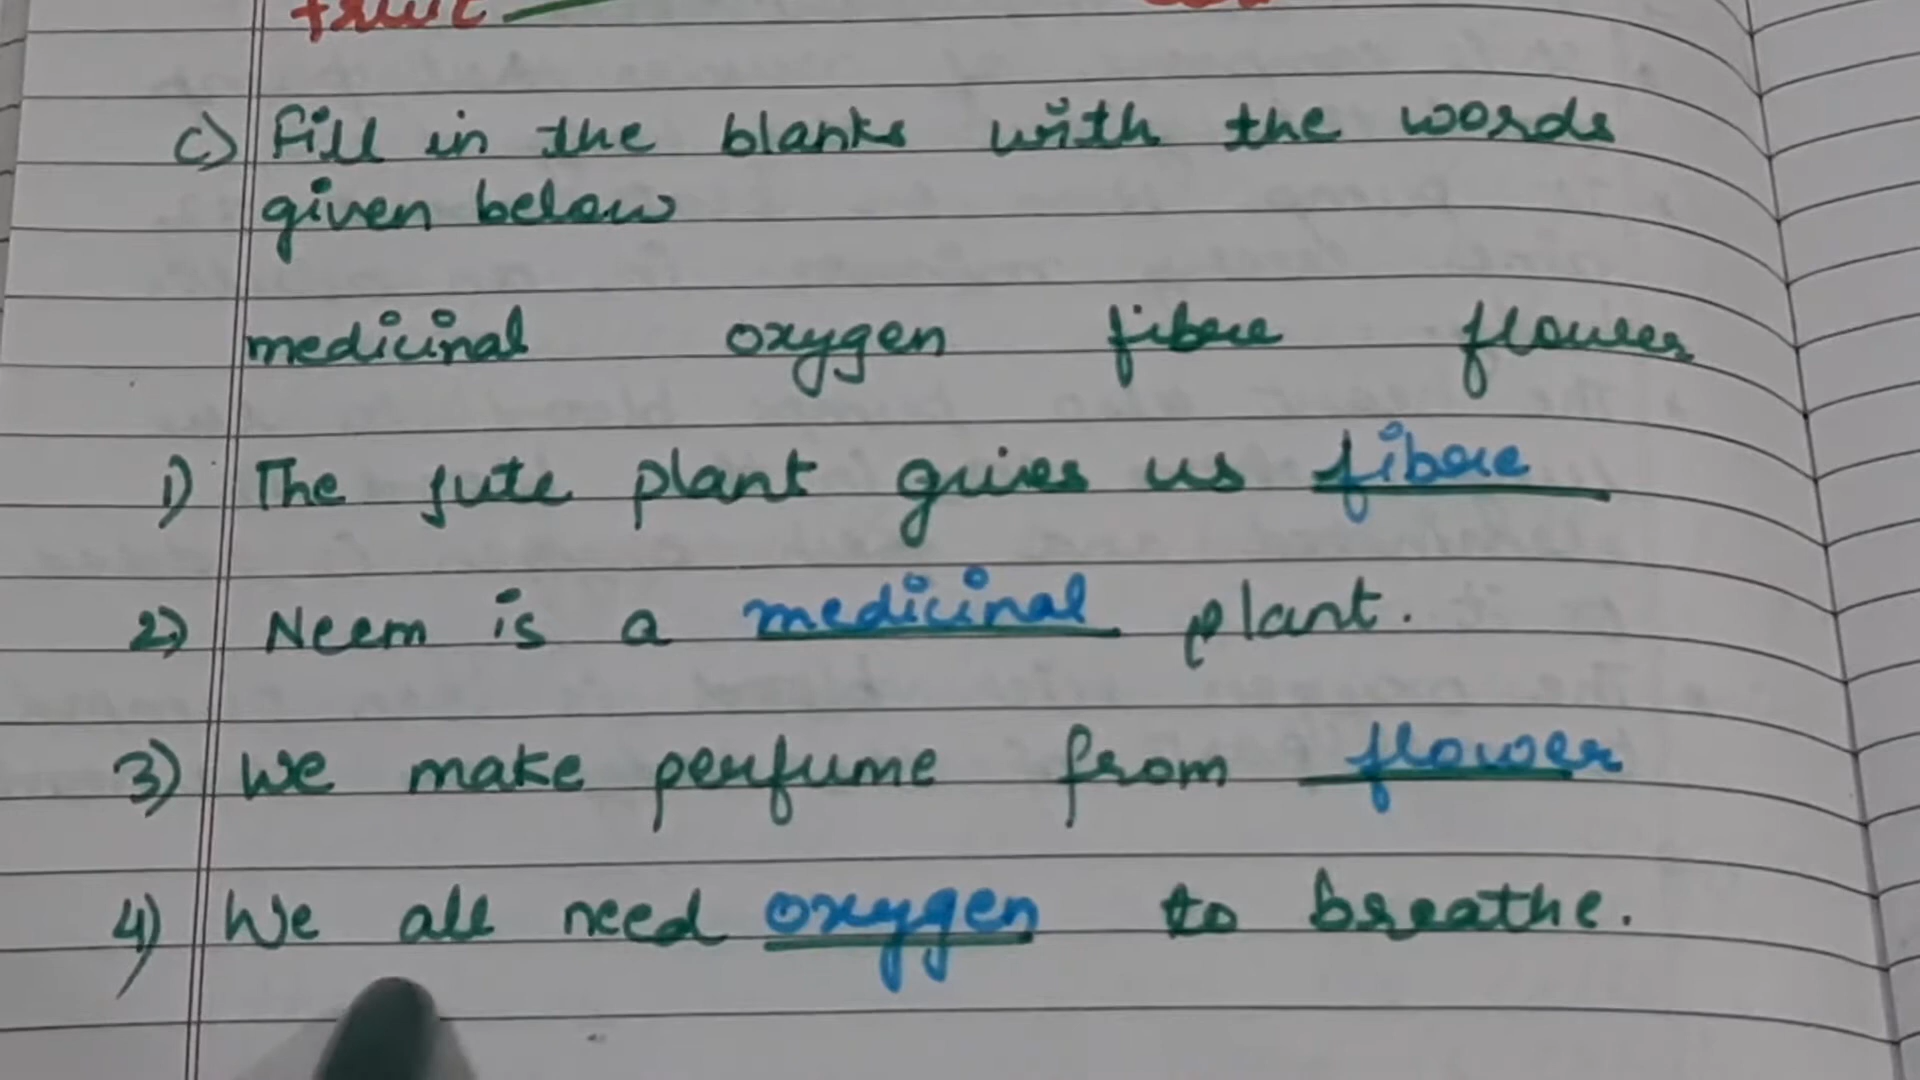 c) Fill in the blanks with the words
given below
medicinal oxygen fibre flower
1) The jute plant gives us fibre
2) Neem is a medicinal plant.
3) We make perfume from flower
4) We all need oxygen to breathe.